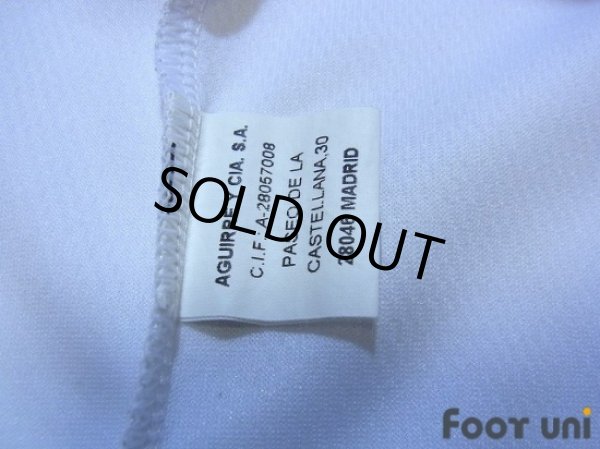 AGUIRRE Y CIA. S.A.
C.I.F. A-28057008
PASEO DE LA
CASTELLANA,30
28046 MADRID
SOLD OUT
FOOT UNI